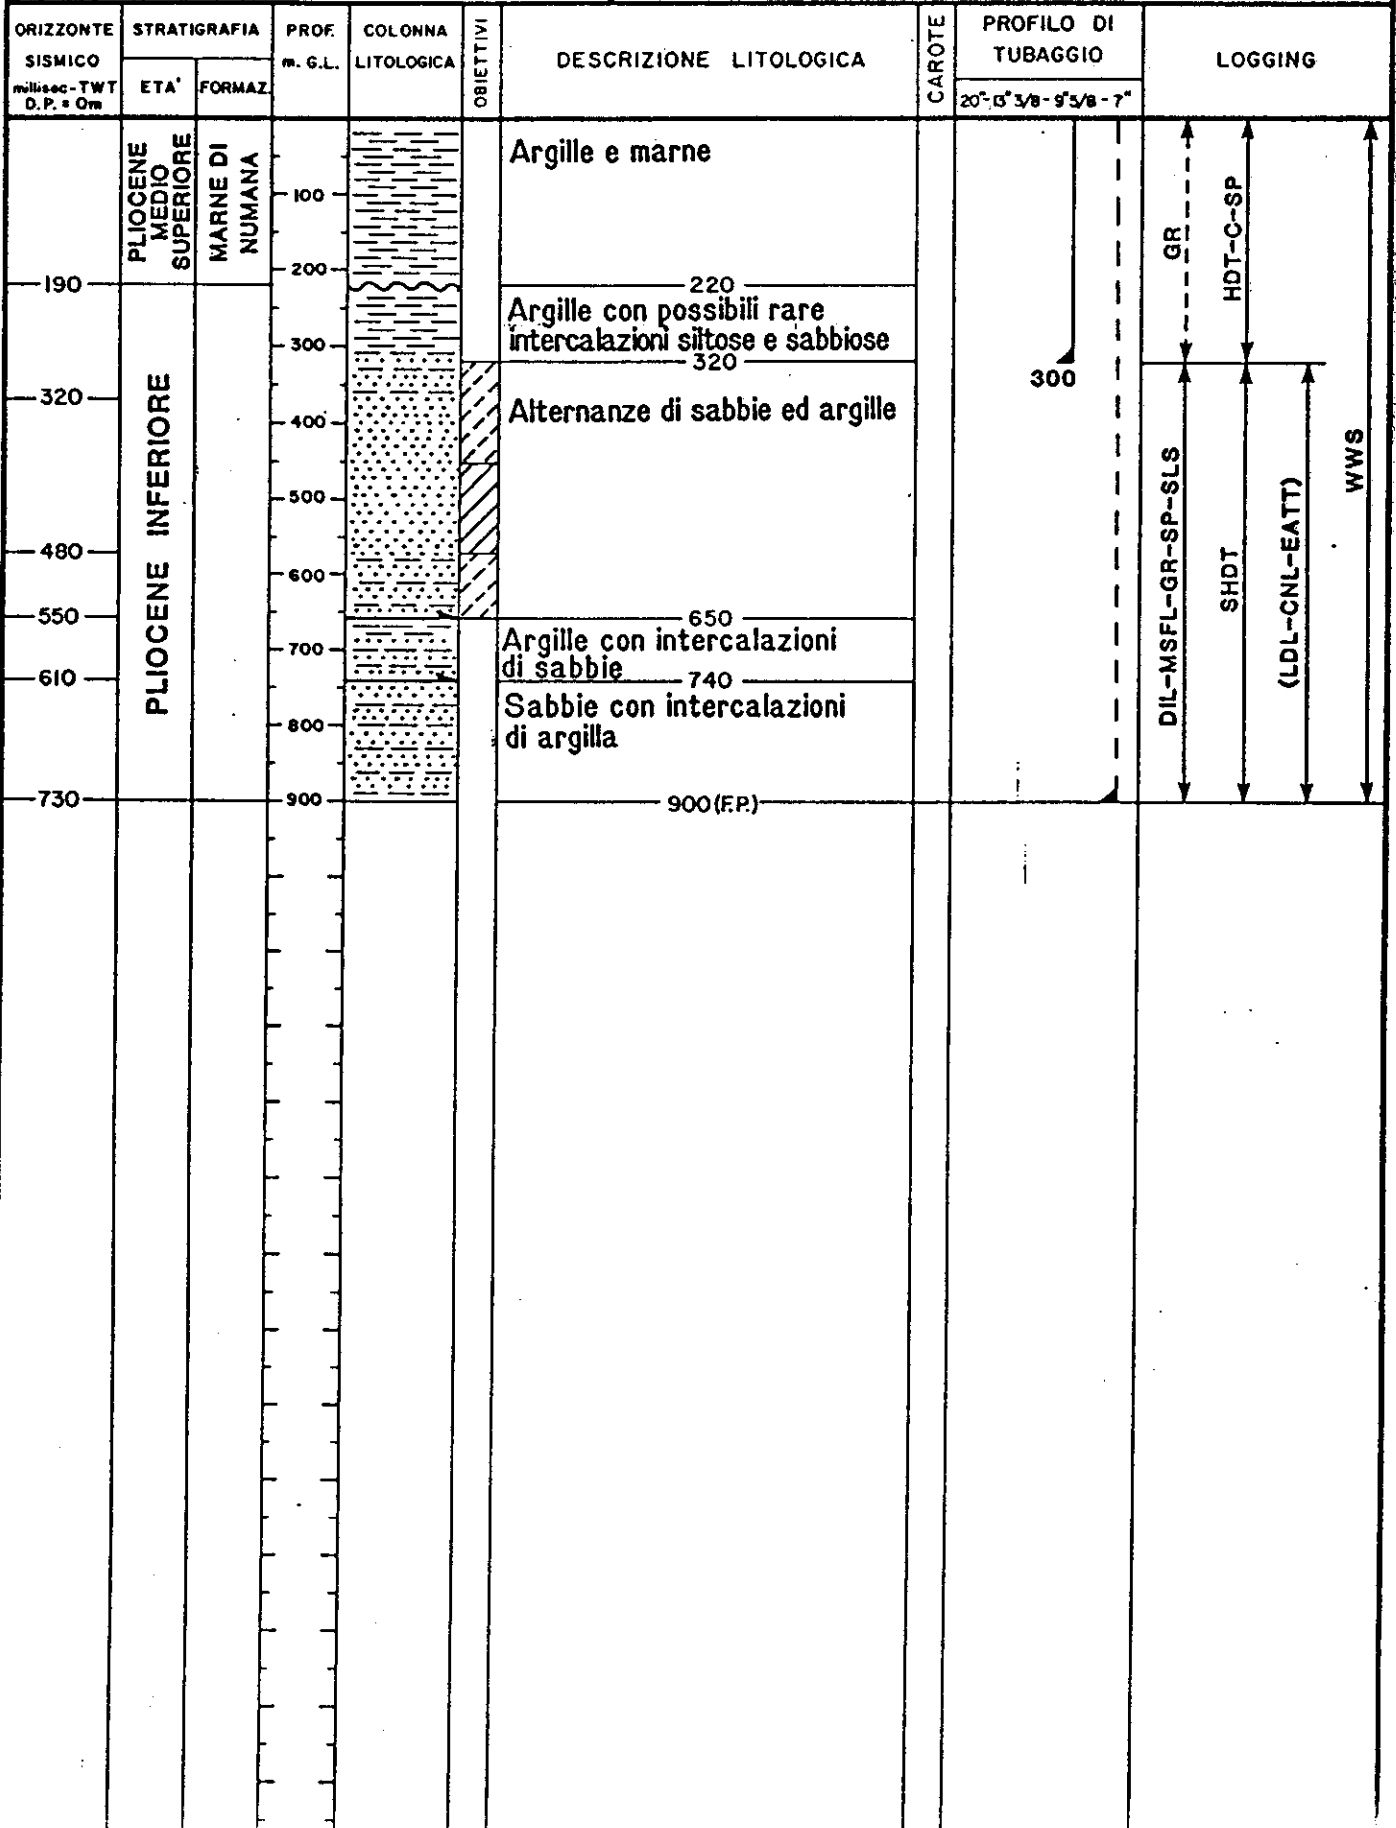 ORIZZONTE
SISMICO
millisec-TWT
D.P. = 0m
STRATIGRAFIA
ETA'
FORMAZ.
PROF.
m. G.L.
COLONNA
LITOLOGICA
OBIETTIVI
DESCRIZIONE LITOLOGICA
CAROTE
PROFILO DI
TUBAGGIO
20"-13"3/8-9"5/8-7"
LOGGING
PLIOCENE
MEDIO
SUPERIORE
MARNE DI
NUMANA
Argille e marne
100
200
190
220
Argille con possibili rare
intercalazioni siltose e sabbiose
300
320
300
320
Alternanze di sabbie ed argille
400
500
480
600
550
650
PLIOCENE INFERIORE
Argille con intercalazioni
di sabbie
700
610
740
Sabbie con intercalazioni
di argilla
800
730
900
900 (F.P.)
GR
HDT-C-SP
DIL-MSFL-GR-SP-SLS
SHDT
(LDL-CNL-EATT)
WWS